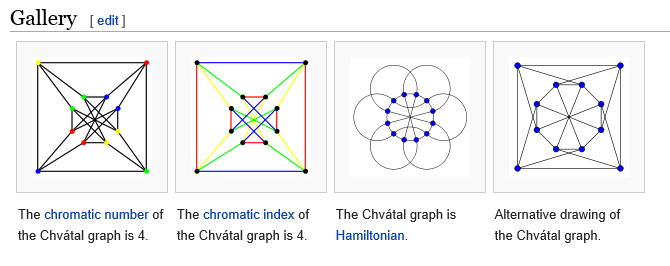 Gallery [ edit ]
The chromatic number of
the Chvátal graph is 4.
The chromatic index of
the Chvátal graph is 4.
The Chvátal graph is
Hamiltonian.
Alternative drawing of
the Chvátal graph.